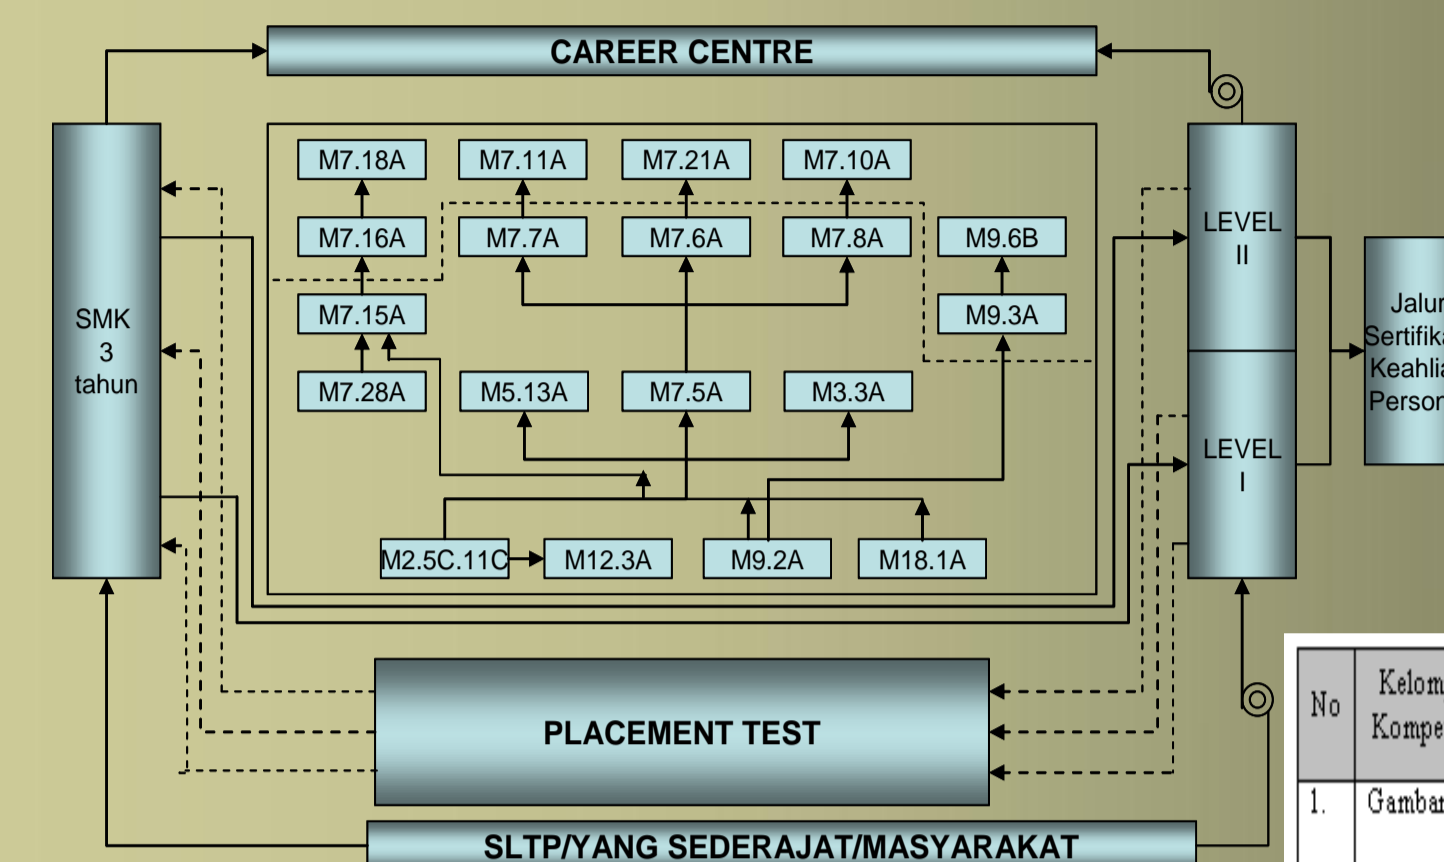 CAREER CENTRE
M7.18A
M7.11A
M7.21A
M7.10A
M7.16A
M7.7A
M7.6A
M7.8A
M9.6B
LEVEL
II
SMK
3
tahun
M7.15A
M9.3A
M7.28A
M5.13A
M7.5A
M3.3A
LEVEL
I
M2.5C.11C
M12.3A
M9.2A
M18.1A
PLACEMENT TEST
SLTP/YANG SEDERAJAT/MASYARAKAT
No
1.